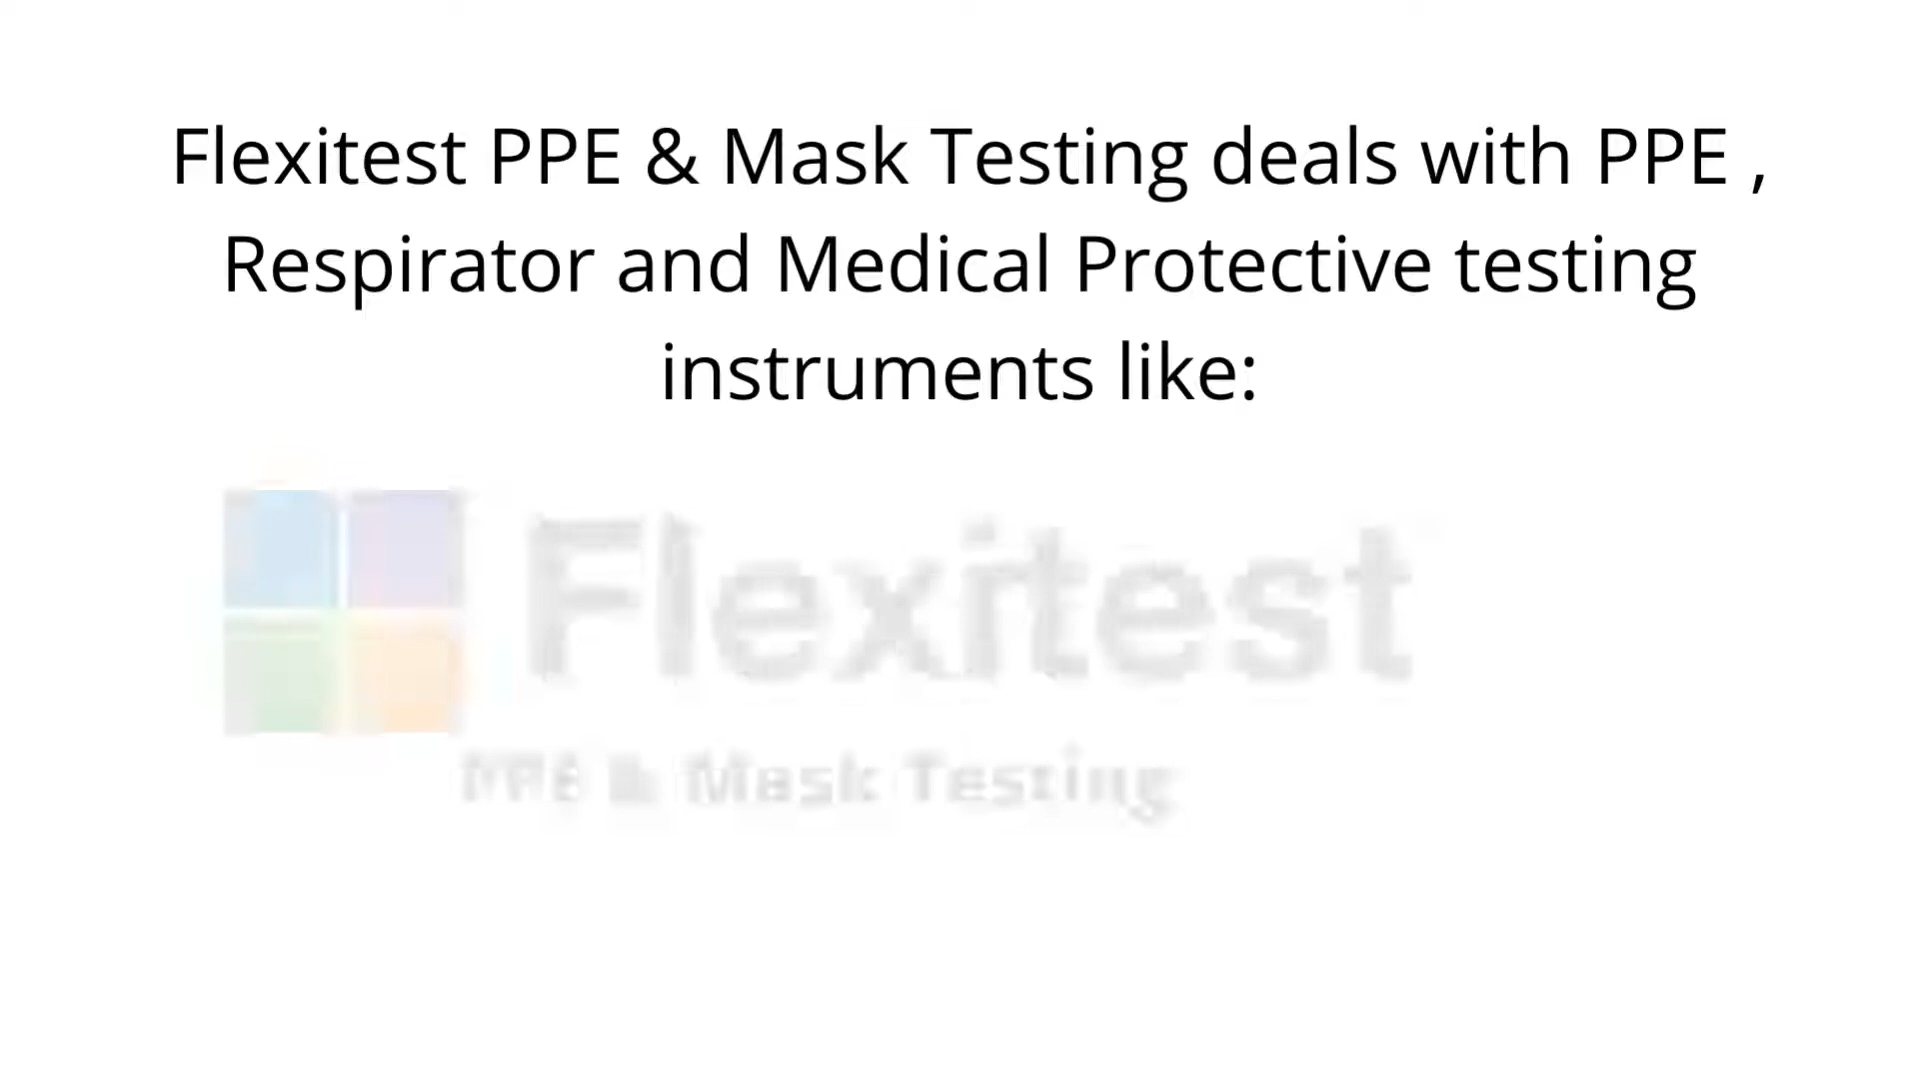 Flexitest PPE & Mask Testing deals with PPE ,
Respirator and Medical Protective testing
instruments like:
Flexitest
PPE & Mask Testing